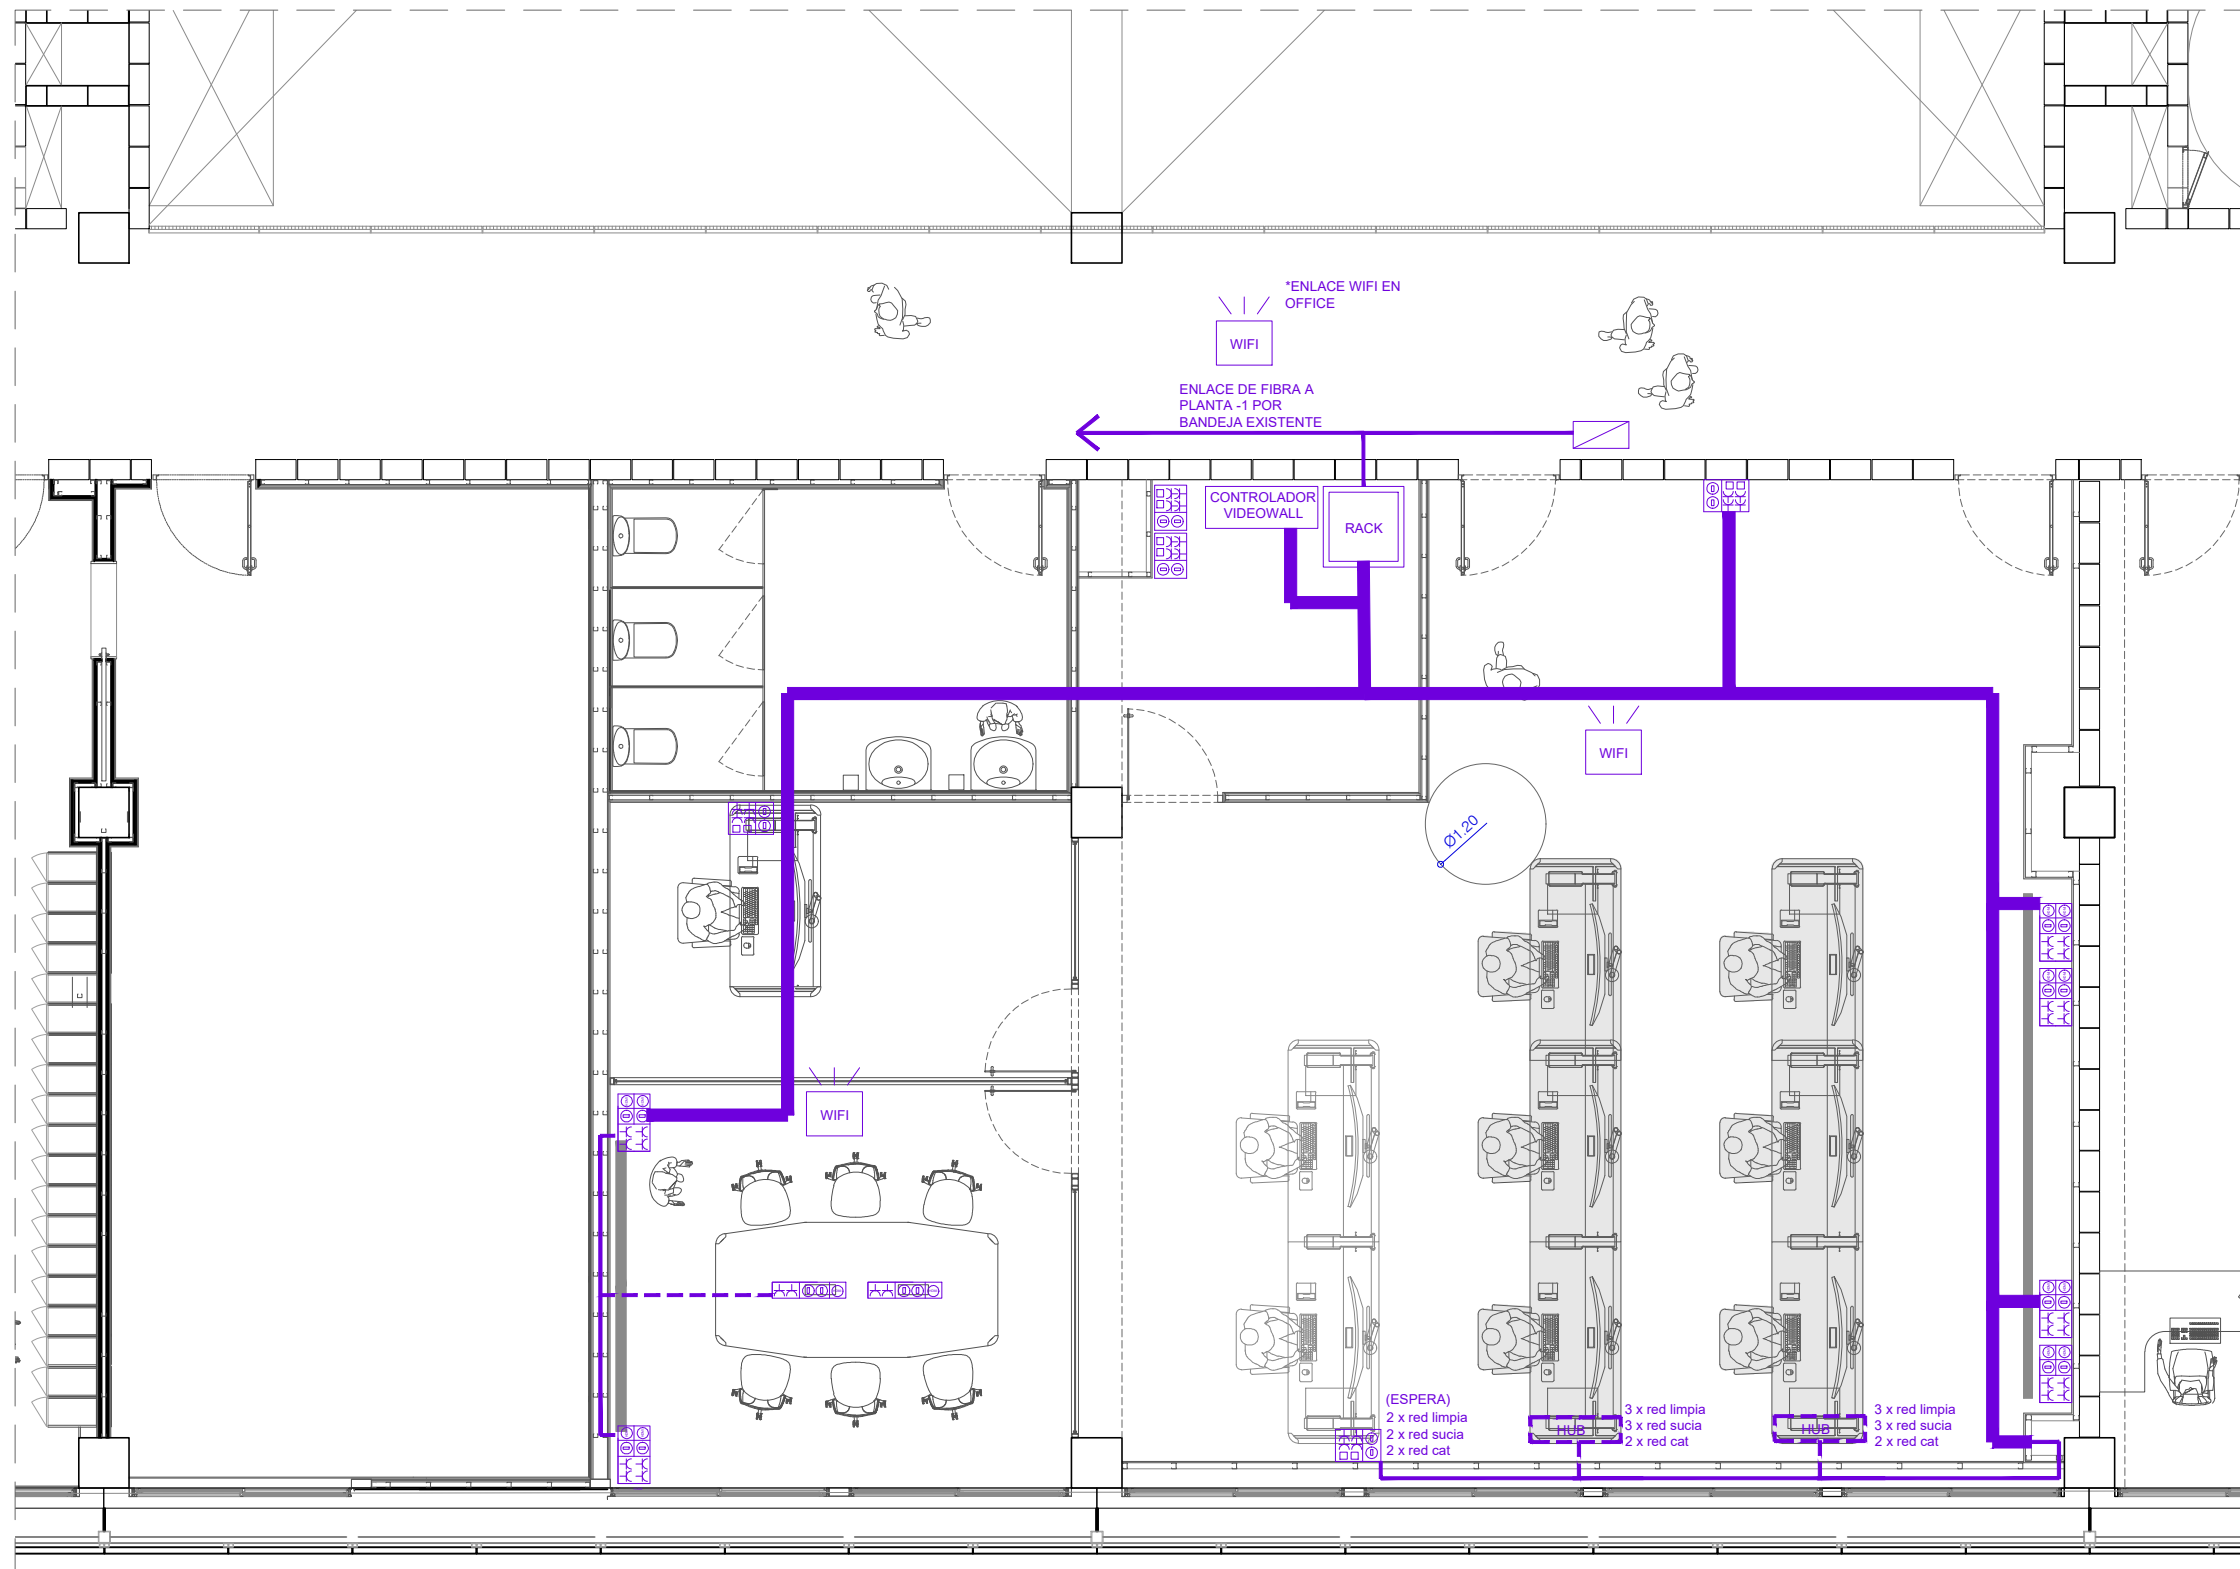 *ENLACE WIFI EN
OFFICE
WIFI
ENLACE DE FIBRA A
PLANTA -1 POR
BANDEJA EXISTENTE
CONTROLADOR
VIDEOWALL
RACK
WIFI
Ø1.20
WIFI
(ESPERA)
2 x red limpia
2 x red sucia
2 x red cat
HUB
3 x red limpia
3 x red sucia
2 x red cat
HUB
3 x red limpia
3 x red sucia
2 x red cat